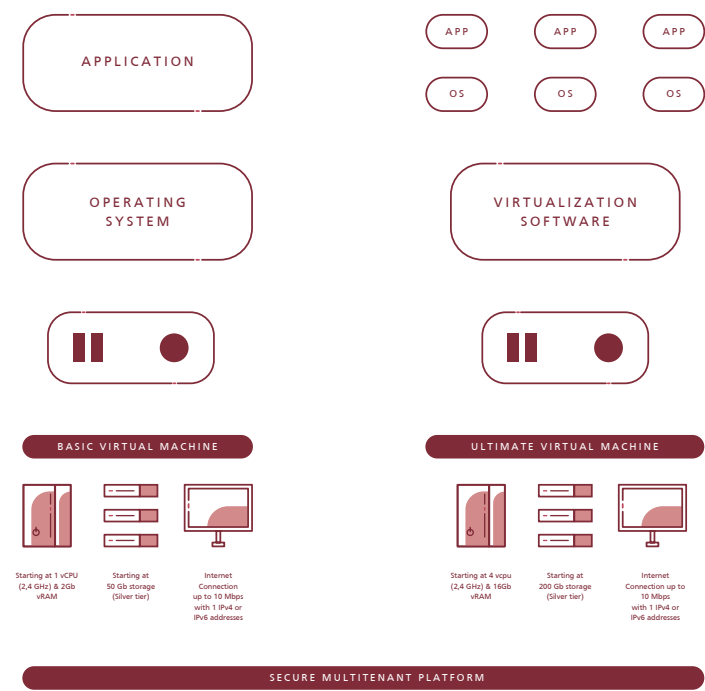 APPLICATION
APP APP APP
OS OS OS
OPERATING
SYSTEM
VIRTUALIZATION
SOFTWARE
BASIC VIRTUAL MACHINE
ULTIMATE VIRTUAL MACHINE
Starting at 1 vCPU
(2,4 GHz) & 2Gb
vRAM
Starting at
50 Gb storage
(Silver tier)
Internet
Connection
up to 10 Mbps
with 1 IPv4 or
IPv6 addresses
Starting at 4 vcpu
(2,4 GHz) & 16Gb
vRAM
Starting at
200 Gb storage
(Silver tier)
Internet
Connection up to
10 Mbps
with 1 IPv4 or
IPv6 addresses
SECURE MULTITENANT PLATFORM